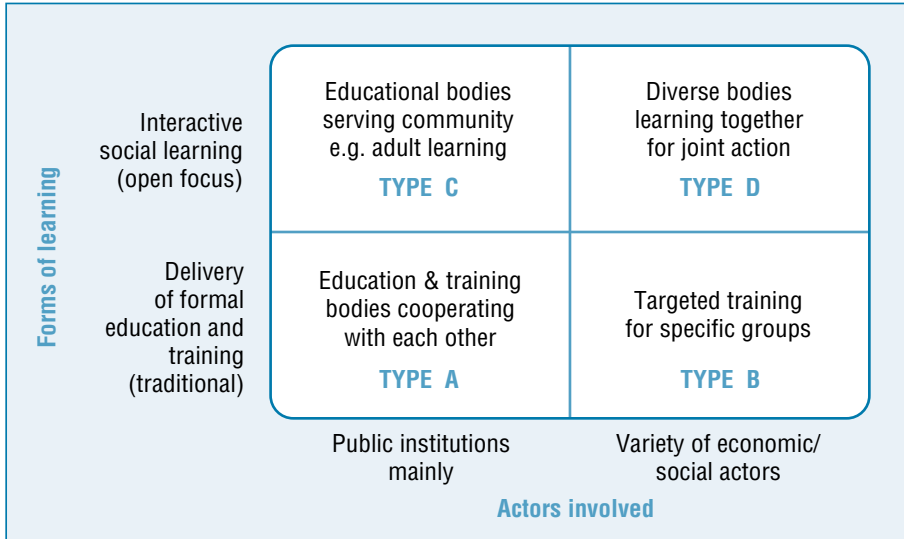 Forms of learning
Interactive
social learning
(open focus)
Educational bodies
serving community
e.g. adult learning
TYPE C
Diverse bodies
learning together
for joint action
TYPE D
Delivery
of formal
education and
training
(traditional)
Education & training
bodies cooperating
with each other
TYPE A
Targeted training
for specific groups
TYPE B
Public institutions
mainly
Variety of economic/
social actors
Actors involved